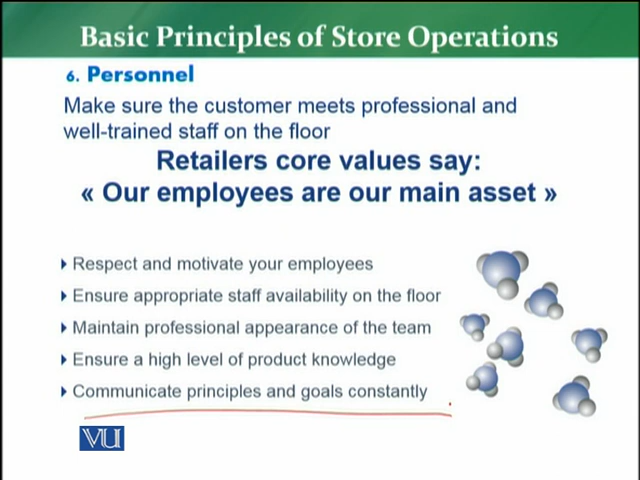 Basic Principles of Store Operations
6. Personnel
Make sure the customer meets professional and
well-trained staff on the floor
Retailers core values say:
« Our employees are our main asset »
Respect and motivate your employees
Ensure appropriate staff availability on the floor
Maintain professional appearance of the team
Ensure a high level of product knowledge
Communicate principles and goals constantly
VU